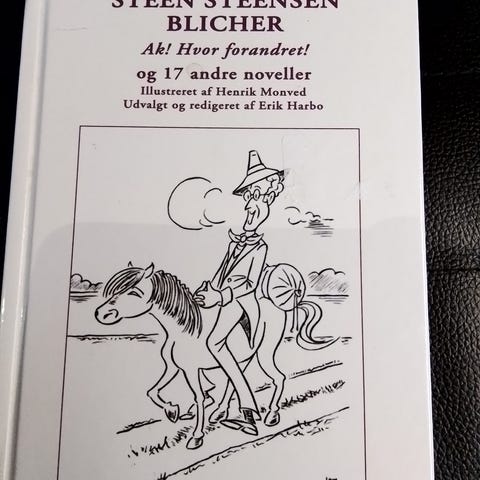 STEEN STEENSEN
BLICHER
Ak! Hvor forandret!
og 17 andre noveller
Illustreret af Henrik Monved
Udvalgt og redigeret af Erik Harbo